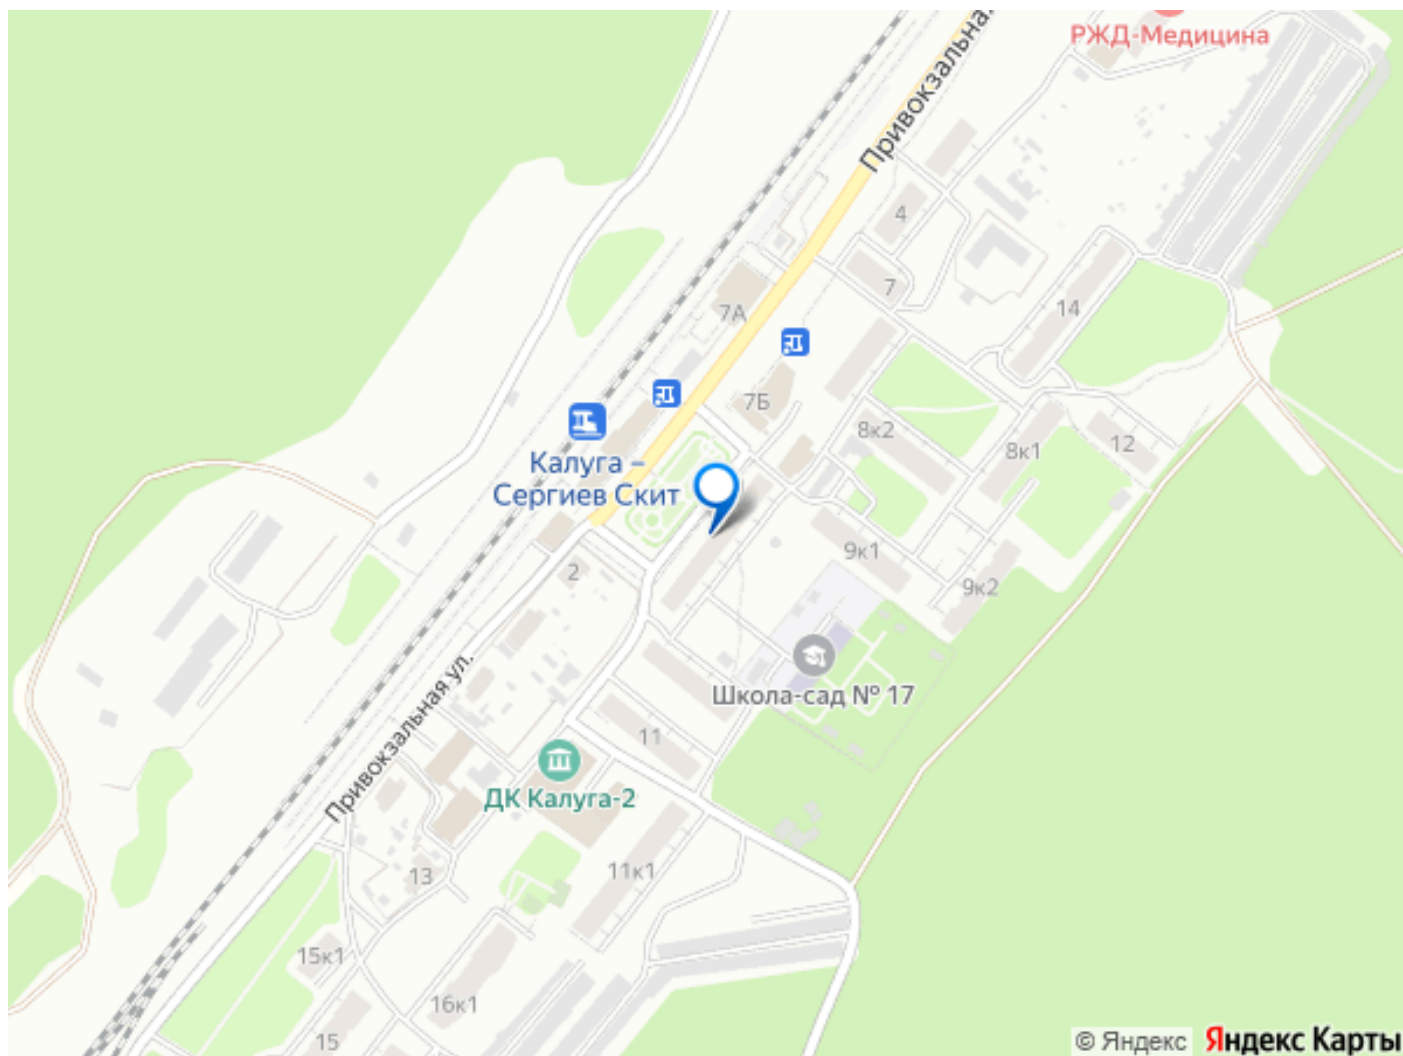 РЖД-Медицина
Привокзальная
4
7
14
7А
7Б
8к2
8к1
12
Калуга –
Сергиев Скит
9к1
9к2
2
Школа-сад № 17
Привокзальная ул.
11
ДК Калуга-2
11к1
13
15к1
16к1
15
© Яндекс Яндекс Карты